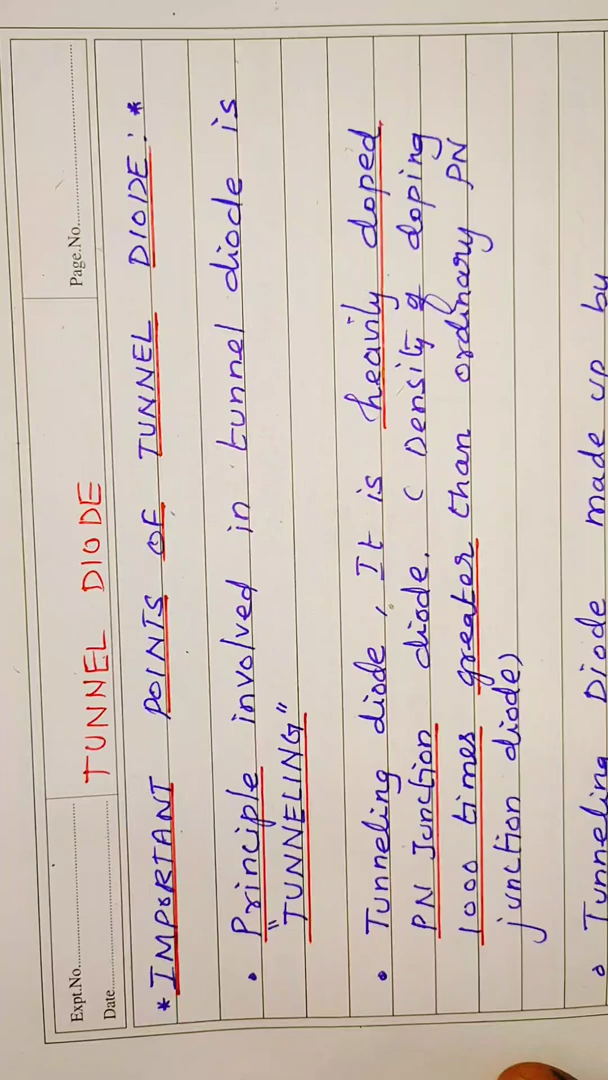 Expt.No.
Date
Page.No.
TUNNEL DIODE
* IMPORTANT POINTS OF TUNNEL DIODE: *
• Principle involved in tunnel diode is
"TUNNELING"
• Tunneling diode, It is heavily doped
PN Junction diode. ( Density of doping
1000 times greater than ordinary PN
junction diode)
• Tunneling Diode made up by